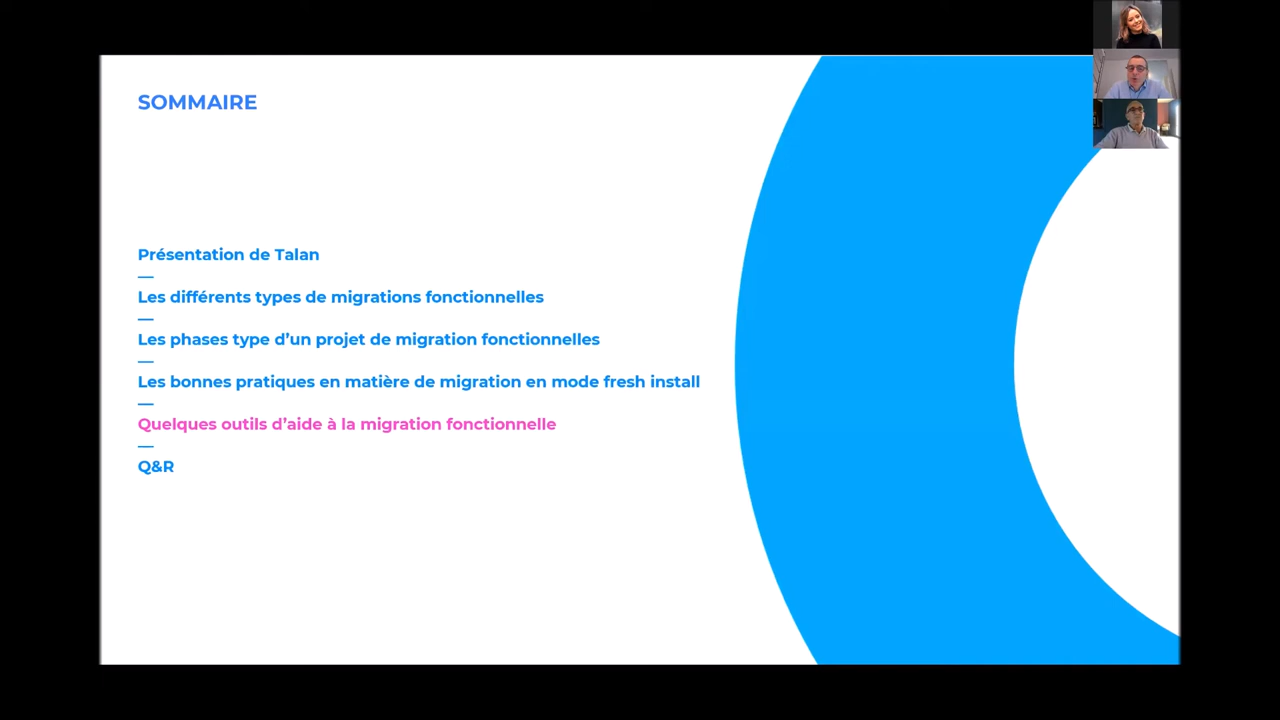 SOMMAIRE
Présentation de Talan
—
Les différents types de migrations fonctionnelles
—
Les phases type d’un projet de migration fonctionnelles
—
Les bonnes pratiques en matière de migration en mode fresh install
—
Quelques outils d’aide à la migration fonctionnelle
—
Q&R